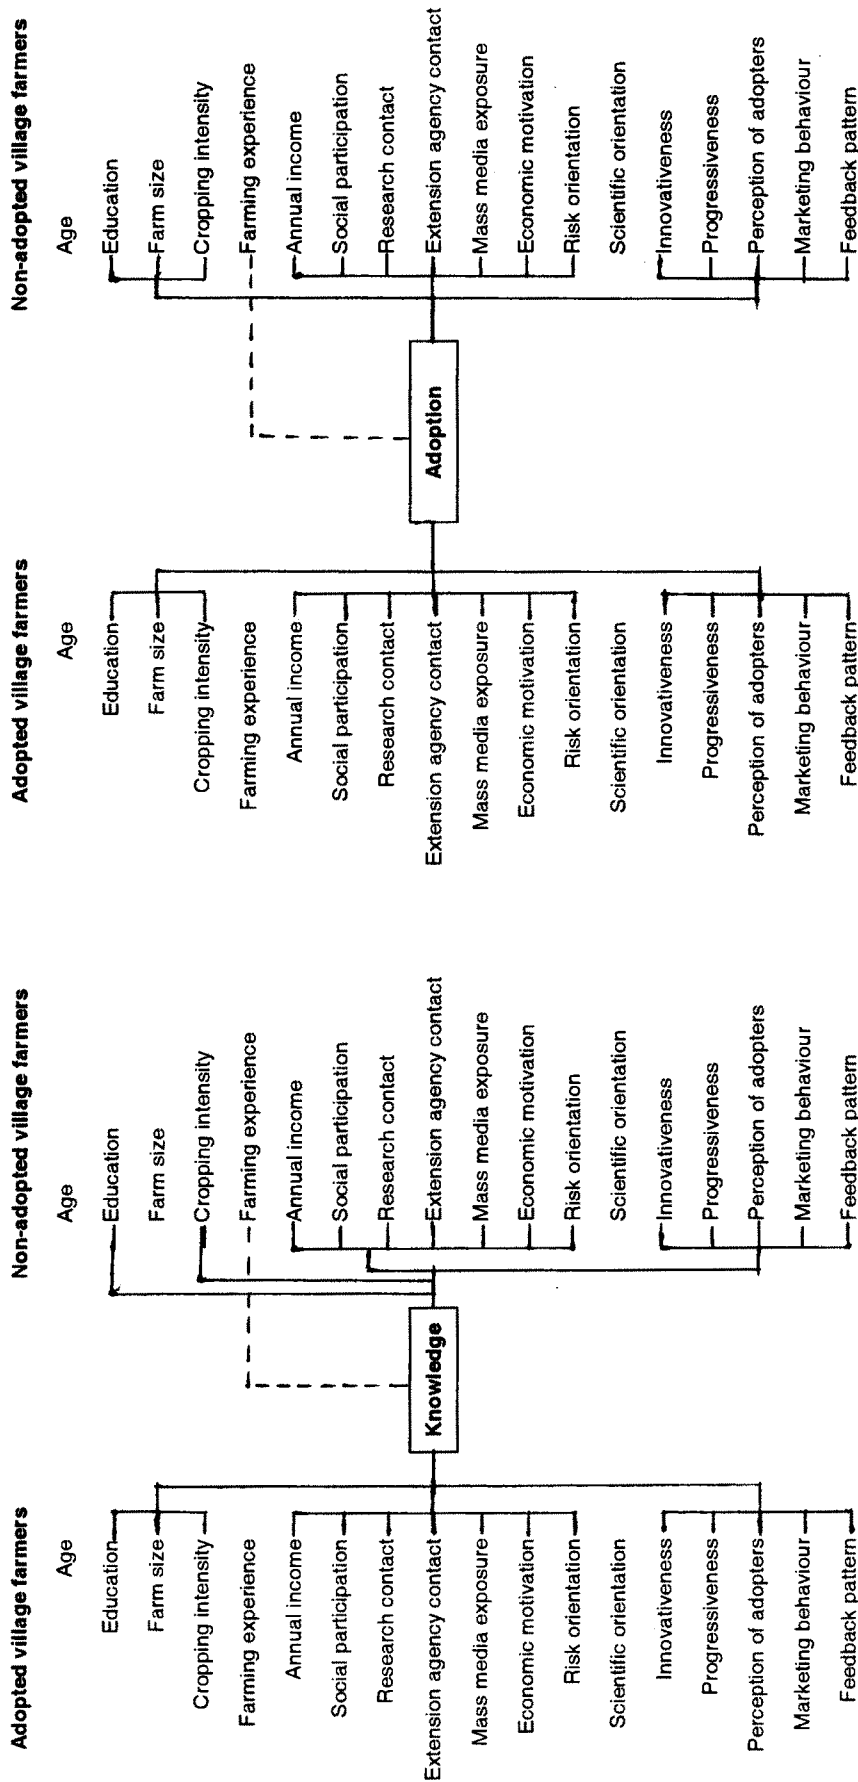 Adopted village farmers
Age
Education
Farm size
Cropping intensity
Farming experience
Annual income
Social participation
Research contact
Extension agency contact
Mass media exposure
Economic motivation
Risk orientation
Scientific orientation
Innovativeness
Progressiveness
Perception of adopters
Marketing behaviour
Feedback pattern
Knowledge
Non-adopted village farmers
Age
Education
Farm size
Cropping intensity
Farming experience
Annual income
Social participation
Research contact
Extension agency contact
Mass media exposure
Economic motivation
Risk orientation
Scientific orientation
Innovativeness
Progressiveness
Perception of adopters
Marketing behaviour
Feedback pattern
Adopted village farmers
Age
Education
Farm size
Cropping intensity
Farming experience
Annual income
Social participation
Research contact
Extension agency contact
Mass media exposure
Economic motivation
Risk orientation
Scientific orientation
Innovativeness
Progressiveness
Perception of adopters
Marketing behaviour
Feedback pattern
Adoption
Non-adopted village farmers
Age
Education
Farm size
Cropping intensity
Farming experience
Annual income
Social participation
Research contact
Extension agency contact
Mass media exposure
Economic motivation
Risk orientation
Scientific orientation
Innovativeness
Progressiveness
Perception of adopters
Marketing behaviour
Feedback pattern